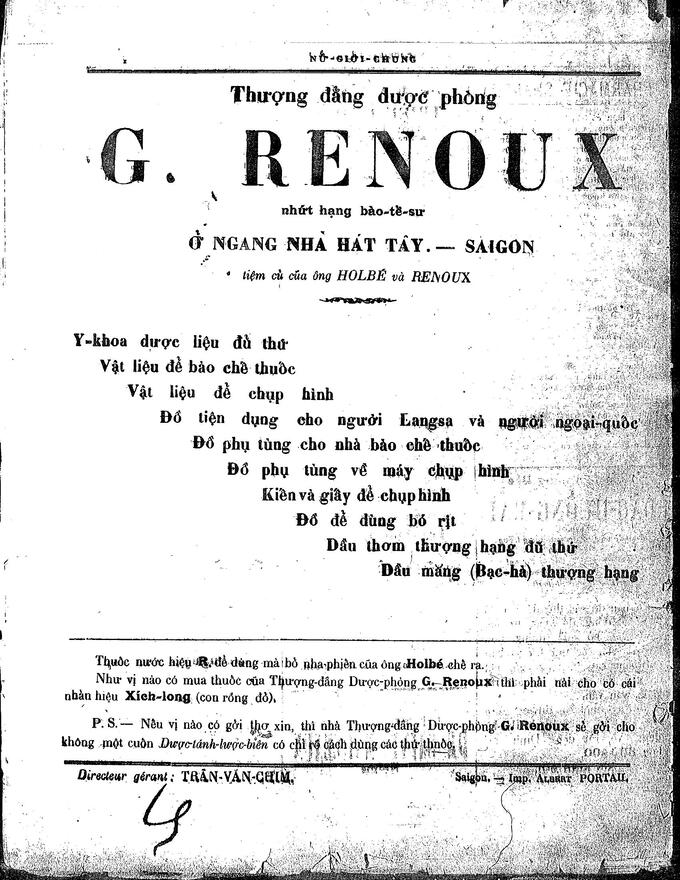 NỮ-GIỚI-CHUNG
Thượng đẳng dược phòng
G. RENOUX
nhứt hạng bào-tề-sư
Ở NGANG NHÀ HÁT TÂY. — SAIGON
tiệm củ của ông HOLBÉ và RENOUX
Y-khoa dược liệu đủ thứ
Vật liệu để bào chế thuốc
Vật liệu để chụp hình
Đồ tiện dụng cho người Langsa và người ngoại-quốc
Đồ phụ tùng cho nhà bào chế thuốc
Đồ phụ tùng về máy chụp hình
Kiến và giấy để chụp hình
Đồ để dùng bó rịt
Dầu thơm thượng hạng đủ thứ
Dầu măng (Bạc-hà) thượng hạng
Thuốc nước hiệu R. để dùng mà bỏ nha-phiến của ông Holbé chế ra.
Như vị nào có mua thuốc của Thượng-đẳng Dược-phòng G. Renoux thì phải nài cho có cái
nhãn hiệu Xích-long (con rồng đỏ).
P. S. — Nếu vị nào có gởi thơ xin, thì nhà Thượng-đẳng Dược-phòng G. Renoux sẻ gởi cho
không một cuốn Dược-tánh-lược-biên có chỉ rỏ cách dùng các thứ thuốc.
Directeur gérant: TRẦN-VĂN-CHIM.
Saigon. — Imp. ALBERT PORTAIL